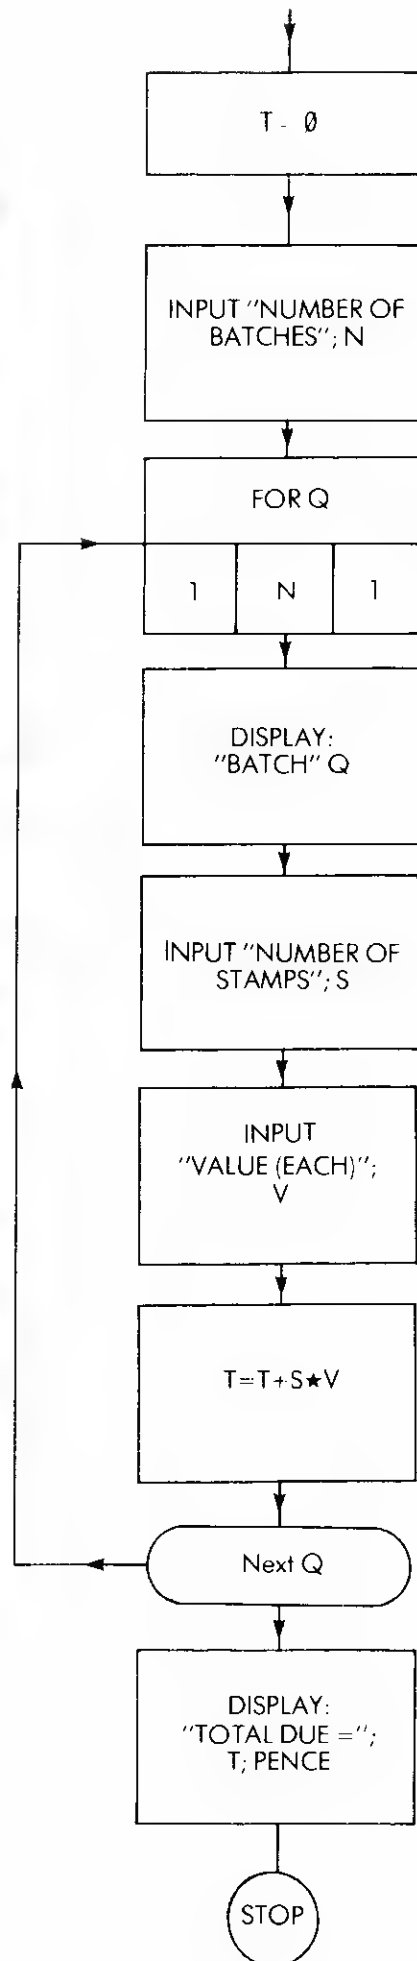 T - Ø
INPUT "NUMBER OF
BATCHES"; N
FOR Q
1 N 1
DISPLAY:
"BATCH" Q
INPUT "NUMBER OF
STAMPS"; S
INPUT
"VALUE (EACH)";
V
T=T+S★V
Next Q
DISPLAY:
"TOTAL DUE =";
T; PENCE
STOP